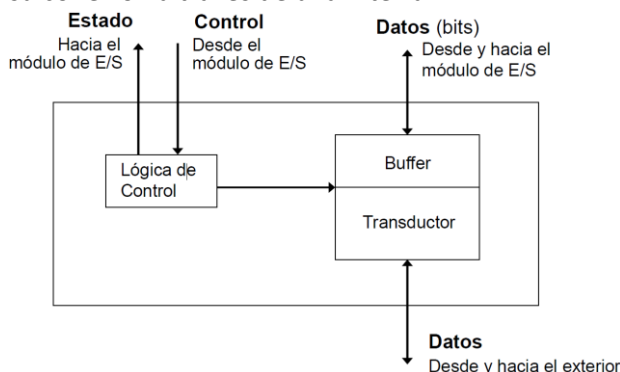 Estado
Hacia el
módulo de E/S
Control
Desde el
módulo de E/S
Datos (bits)
Desde y hacia el
módulo de E/S
Lógica de
Control
Buffer
Transductor
Datos
Desde y hacia el exterior